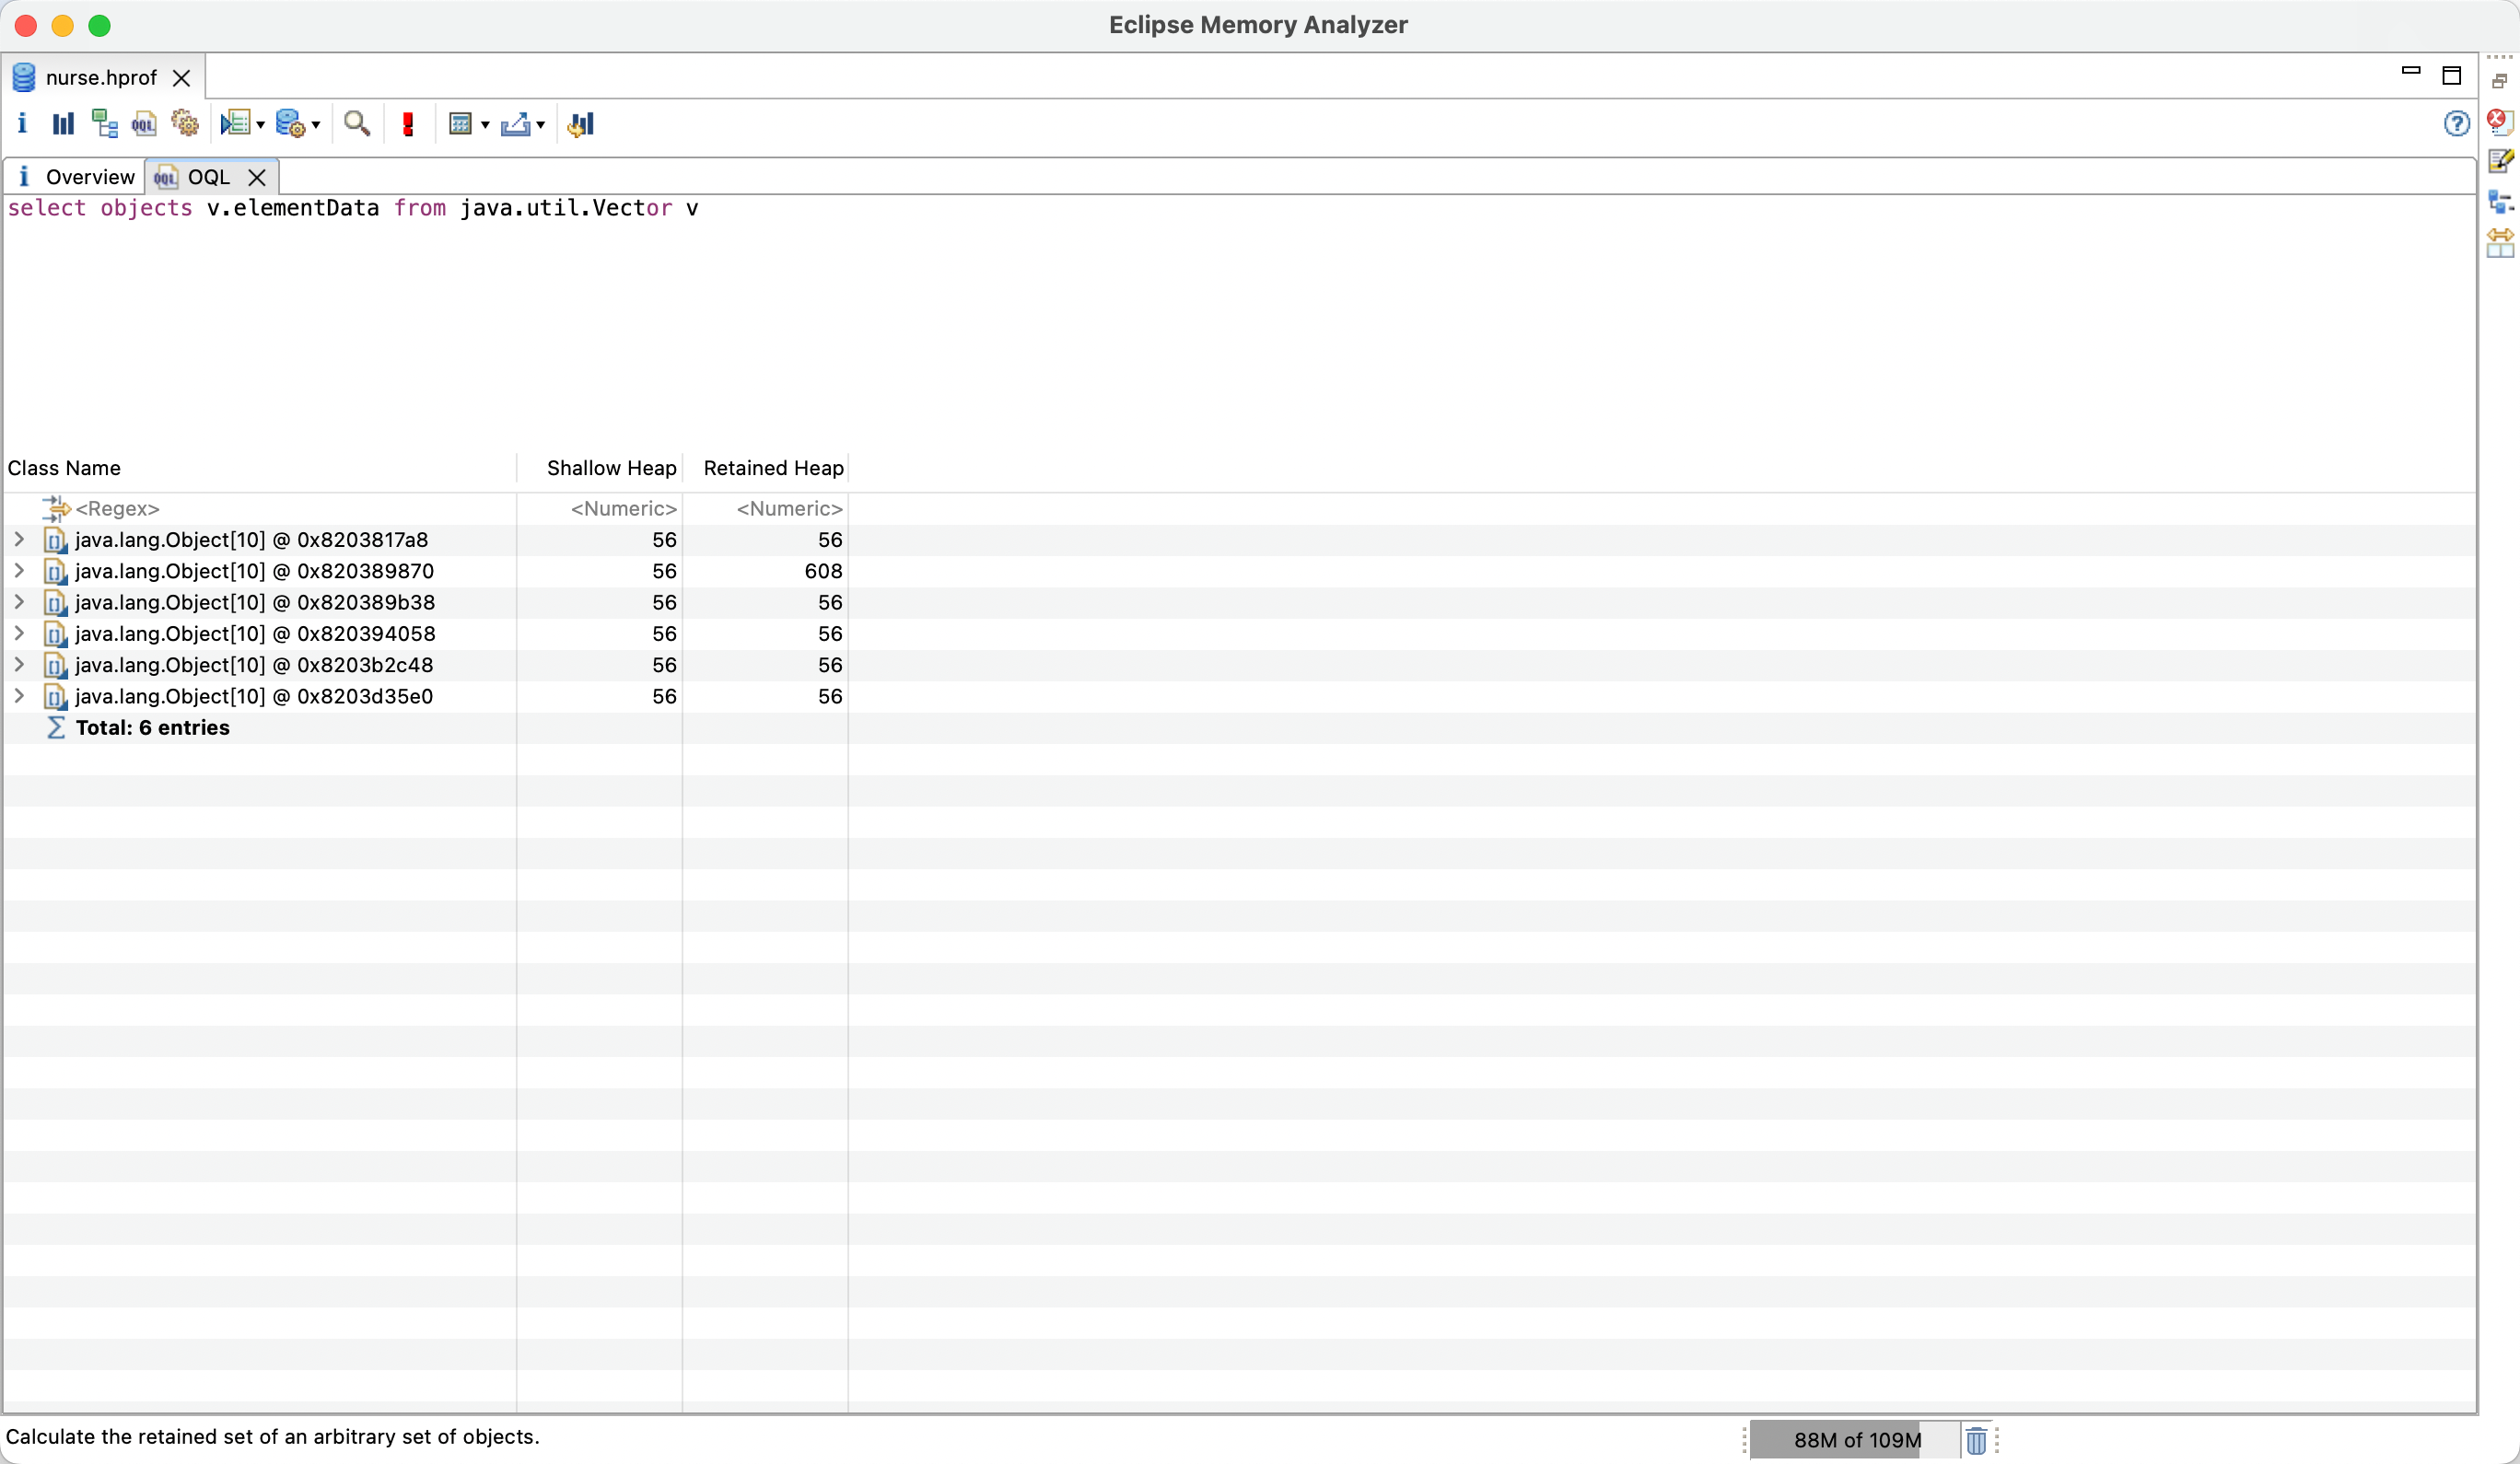 Eclipse Memory Analyzer
nurse.hprof
Overview OQL
select objects v.elementData from java.util.Vector v
Class Name Shallow Heap Retained Heap
<Regex> <Numeric> <Numeric>
java.lang.Object[10] @ 0x8203817a8 56 56
java.lang.Object[10] @ 0x820389870 56 608
java.lang.Object[10] @ 0x820389b38 56 56
java.lang.Object[10] @ 0x820394058 56 56
java.lang.Object[10] @ 0x8203b2c48 56 56
java.lang.Object[10] @ 0x8203d35e0 56 56
Total: 6 entries
Calculate the retained set of an arbitrary set of objects.
88M of 109M